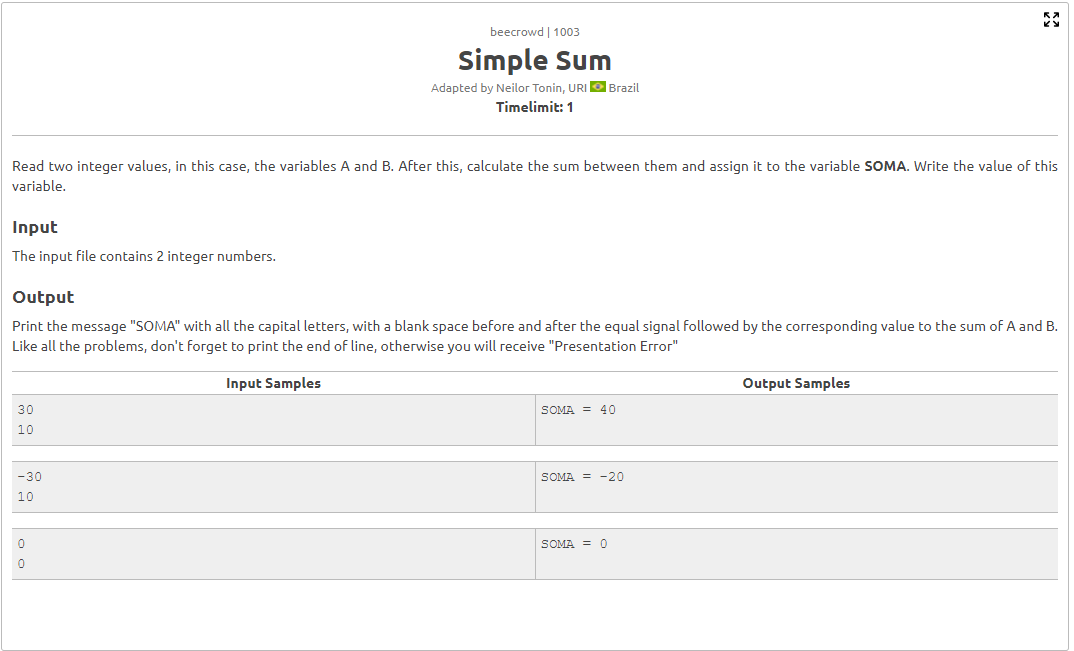 beecrowd | 1003
Simple Sum
Adapted by Neilor Tonin, URI Brazil
Timelimit: 1
Read two integer values, in this case, the variables A and B. After this, calculate the sum between them and assign it to the variable SOMA. Write the value of this
variable.
Input
The input file contains 2 integer numbers.
Output
Print the message "SOMA" with all the capital letters, with a blank space before and after the equal signal followed by the corresponding value to the sum of A and B.
Like all the problems, don't forget to print the end of line, otherwise you will receive "Presentation Error"
Input Samples Output Samples
30 SOMA = 40
10
-30 SOMA = -20
10
0 SOMA = 0
0